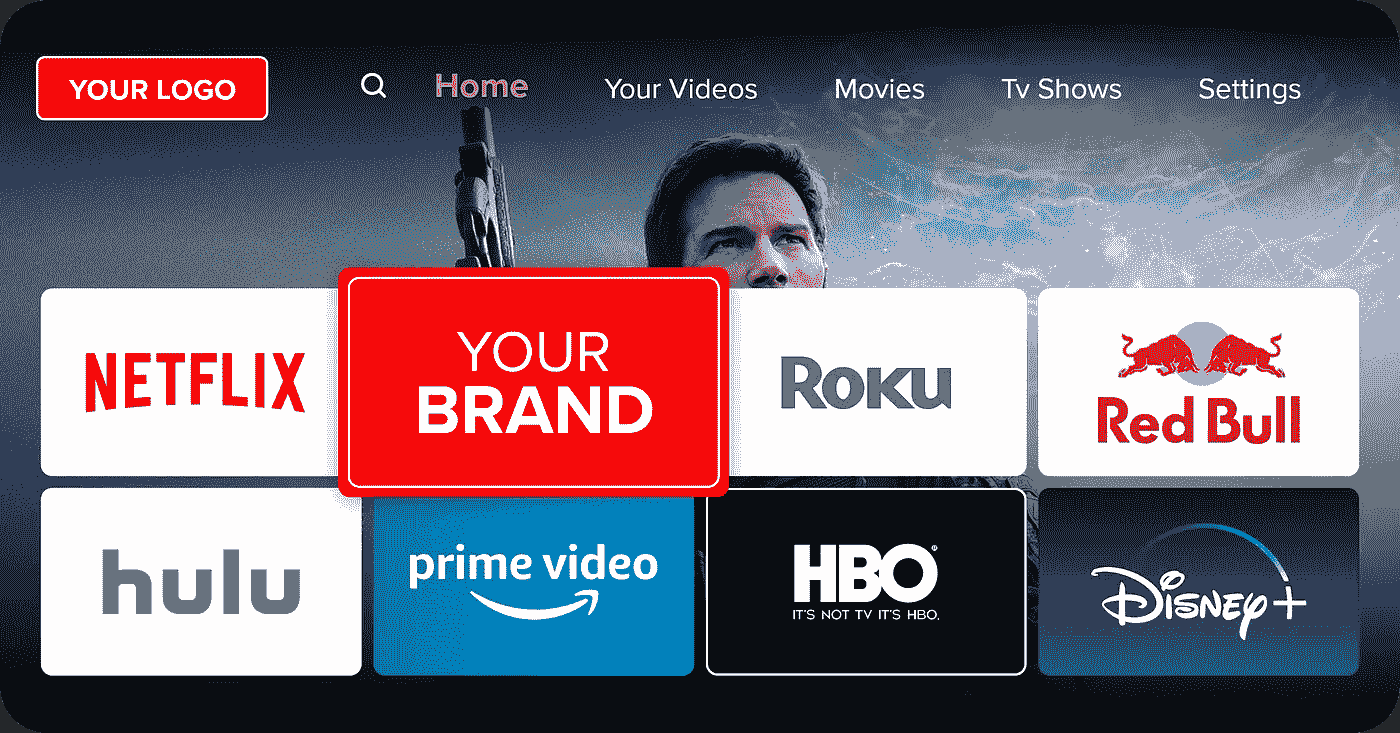 YOUR LOGO
Home
Your Videos
Movies
Tv Shows
Settings
NETFLIX
YOUR
BRAND
ROKU
Red Bull
hulu
prime video
HBO®
IT'S NOT TV IT'S HBO.
Disney+